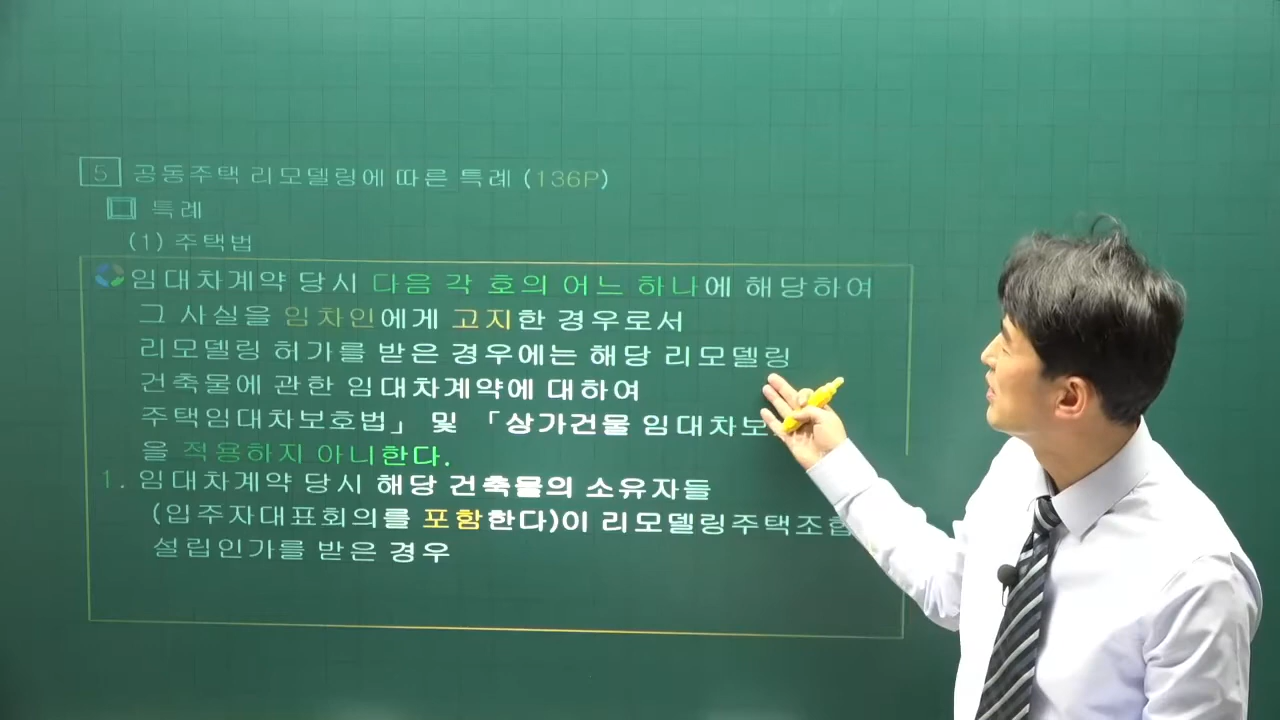 5 공동주택 리모델링에 따른 특례 (136P)
특례
(1) 주택법
임대차계약 당시 다음 각 호의 어느 하나에 해당하여
그 사실을 임차인에게 고지한 경우로서
리모델링 허가를 받은 경우에는 해당 리모델링
건축물에 관한 임대차계약에 대하여
주택임대차보호법」 및 「상가건물 임대차보
을 적용하지 아니한다.
1. 임대차계약 당시 해당 건축물의 소유자들
(입주자대표회의를 포함한다)이 리모델링주택조합
설립인가를 받은 경우